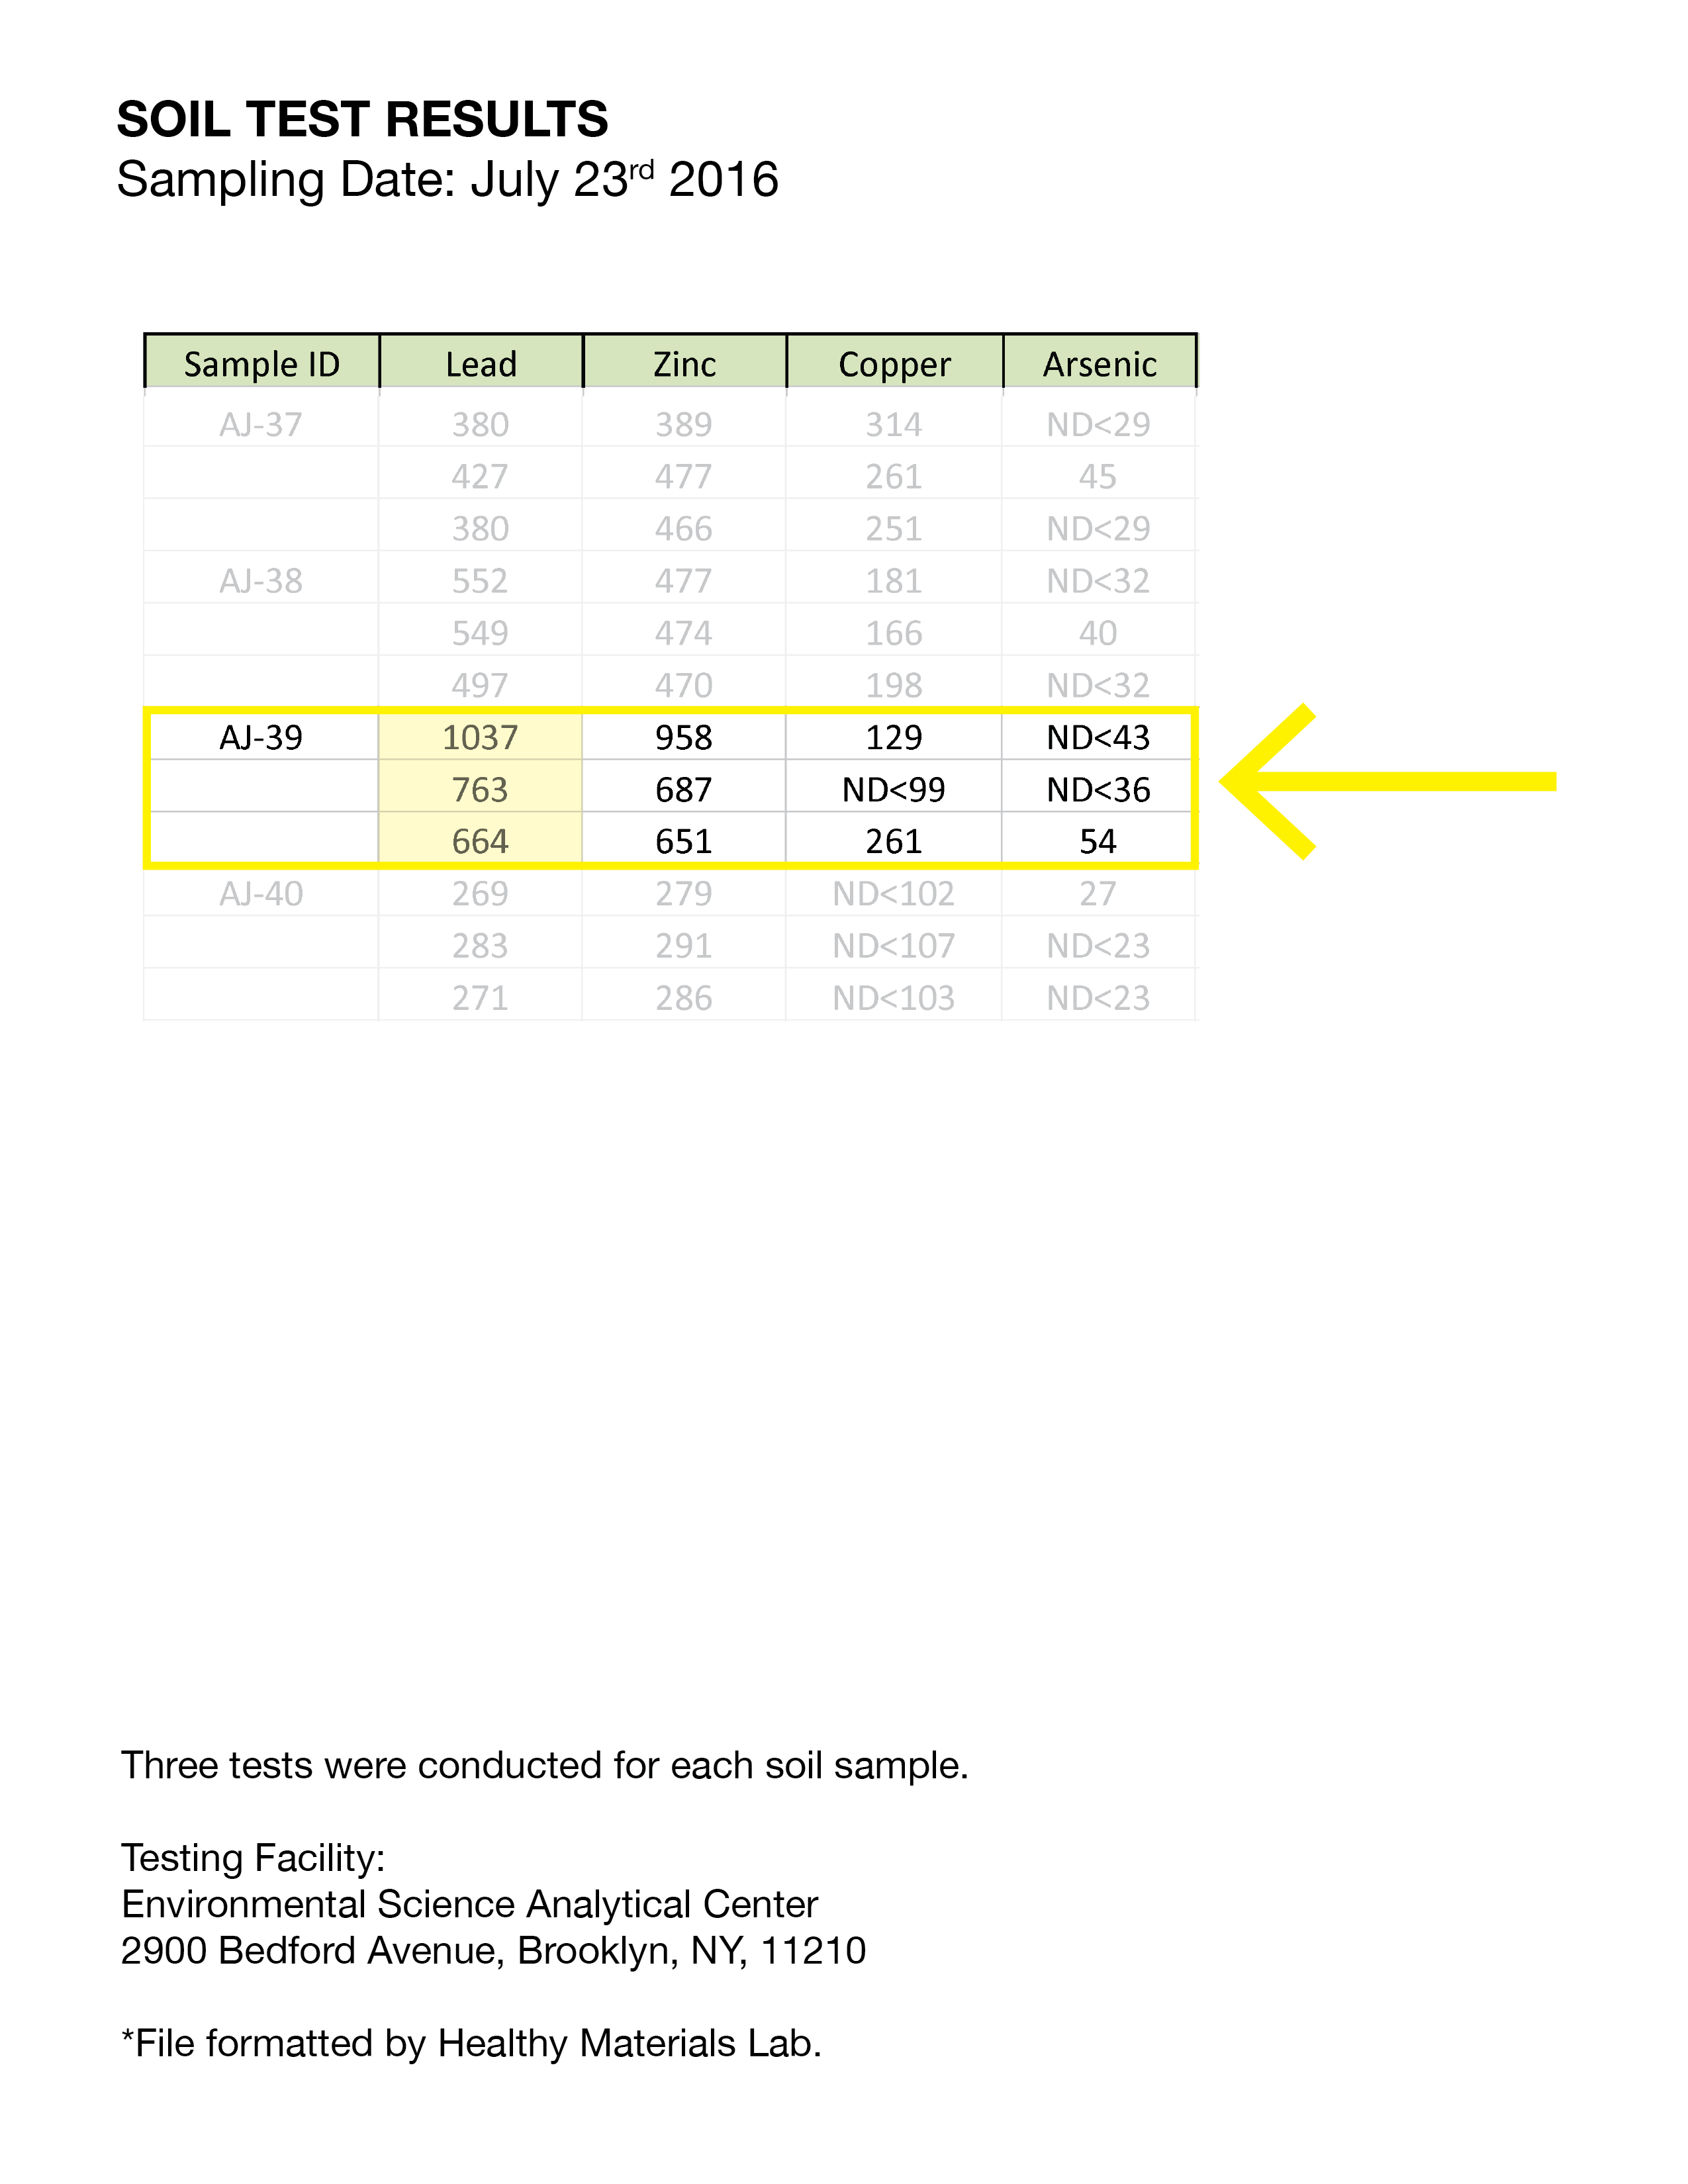 SOIL TEST RESULTS
Sampling Date: July 23rd 2016
Sample ID Lead Zinc Copper Arsenic
AJ-37 380 389 314 ND<29
427 477 261 45
380 466 251 ND<29
AJ-38 552 477 181 ND<32
549 474 166 40
497 470 198 ND<32
AJ-39 1037 958 129 ND<43
763 687 ND<99 ND<36
664 651 261 54
AJ-40 269 279 ND<102 27
283 291 ND<107 ND<23
271 286 ND<103 ND<23
Three tests were conducted for each soil sample.
Testing Facility:
Environmental Science Analytical Center
2900 Bedford Avenue, Brooklyn, NY, 11210
*File formatted by Healthy Materials Lab.